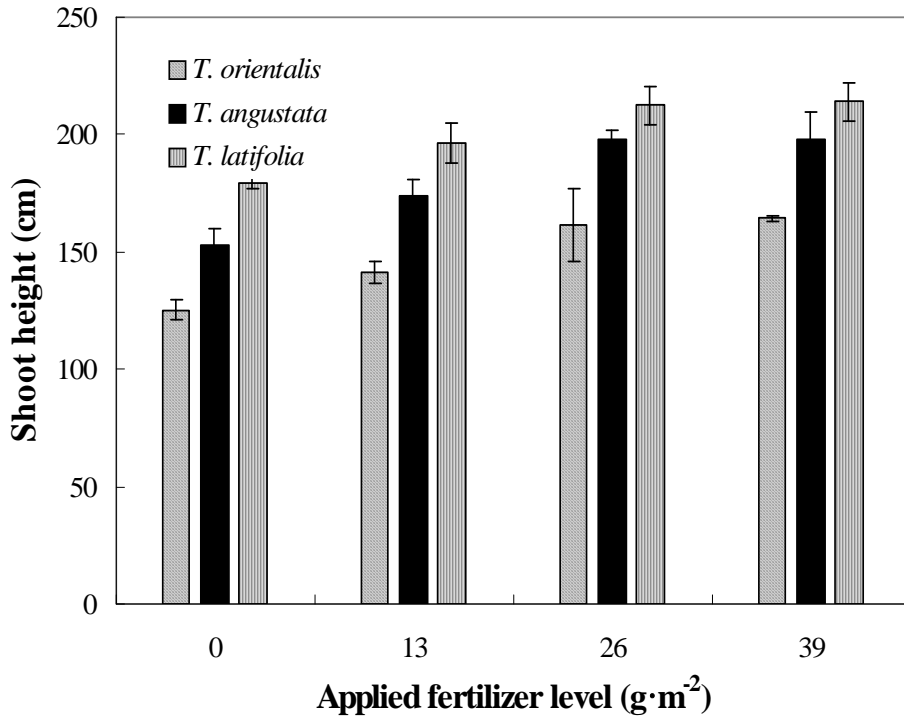 250
200
150
100
50
0
Shoot height (cm)
T. orientalis
T. angustata
T. latifolia
0 13 26 39
Applied fertilizer level (g·m⁻²)